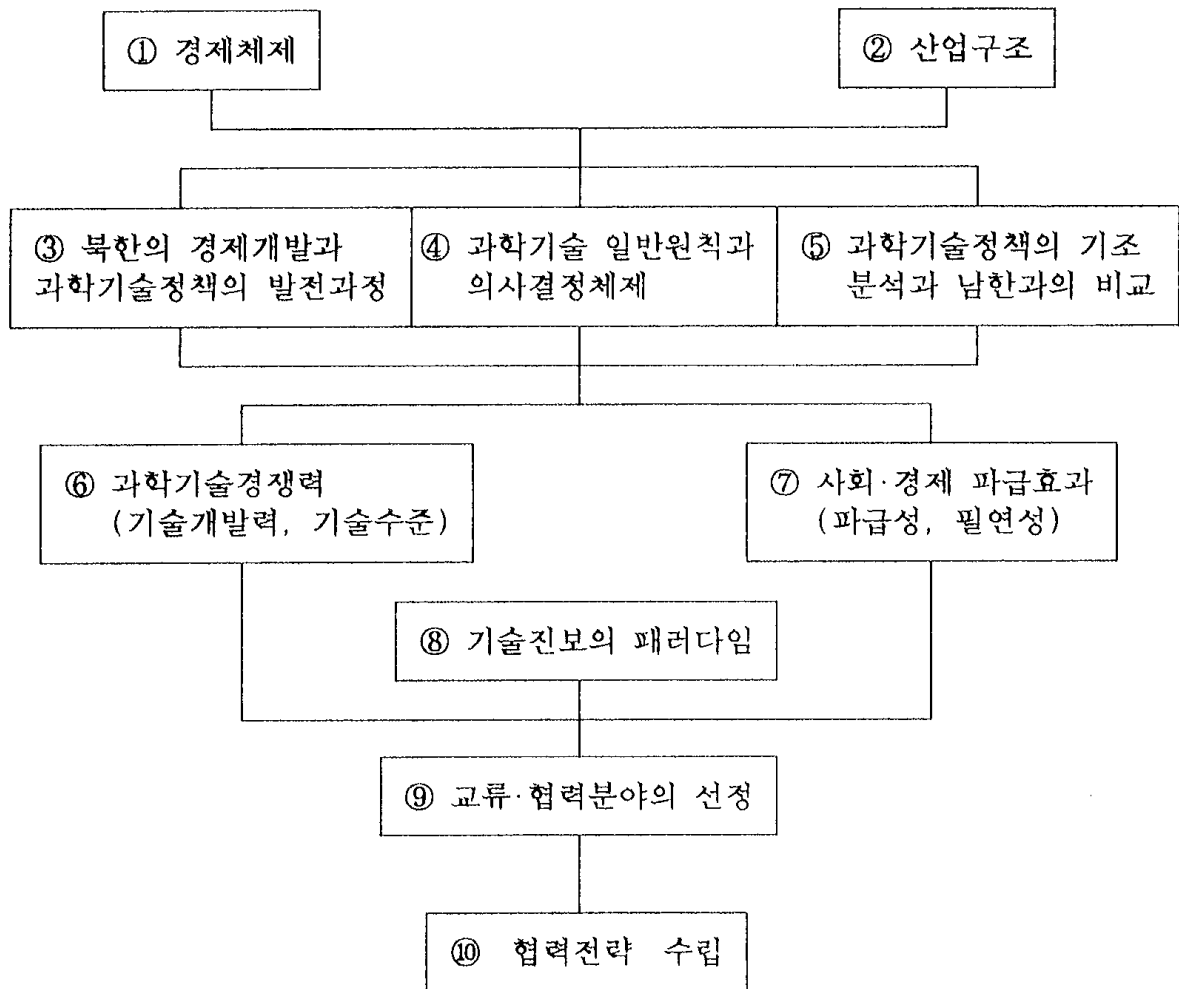 ① 경제체제
② 산업구조
③ 북한의 경제개발과
과학기술정책의 발전과정
④ 과학기술 일반원칙과
의사결정체제
⑤ 과학기술정책의 기조
분석과 남한과의 비교
⑥ 과학기술경쟁력
(기술개발력, 기술수준)
⑦ 사회·경제 파급효과
(파급성, 필연성)
⑧ 기술진보의 패러다임
⑨ 교류·협력분야의 선정
⑩ 협력전략 수립